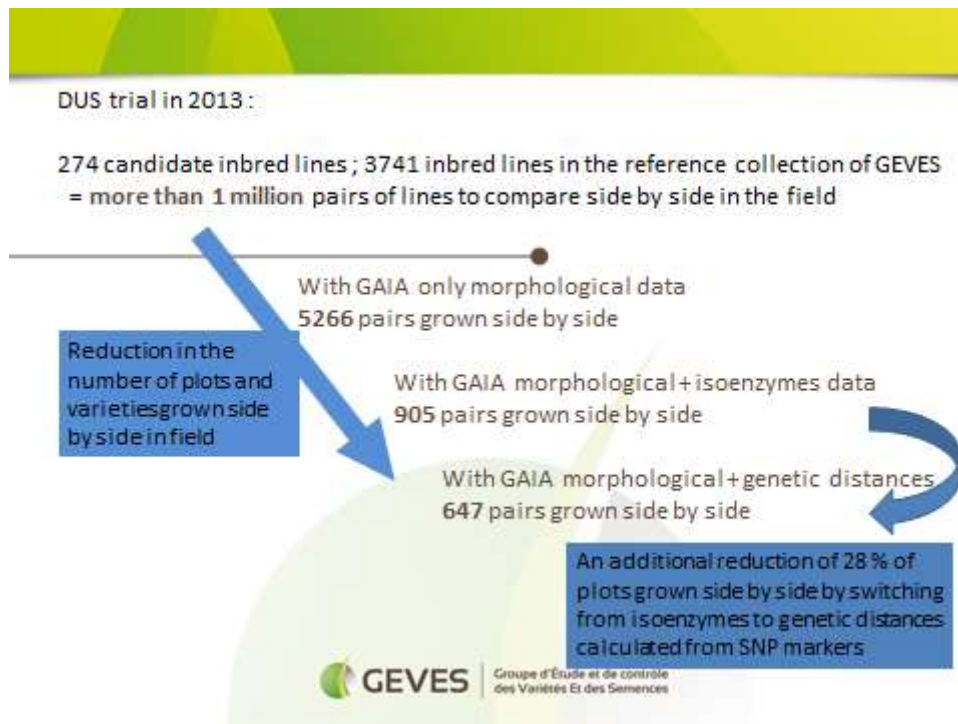 DUS trial in 2013 :
274 candidate inbred lines ; 3741 inbred lines in the reference collection of GEVES
= more than 1 million pairs of lines to compare side by side in the field
With GAIA only morphological data
5266 pairs grown side by side
Reduction in the
number of plots and
varietiesgrown side
by side in field
With GAIA morphological + isoenzymes data
905 pairs grown side by side
With GAIA morphological + genetic distances
647 pairs grown side by side
An additional reduction of 28 % of
plots grown side by side by switching
from isoenzymes to genetic distances
calculated from SNP markers
GEVES
Groupe d'Étude et de contrôle
des Variétés Et des Semences